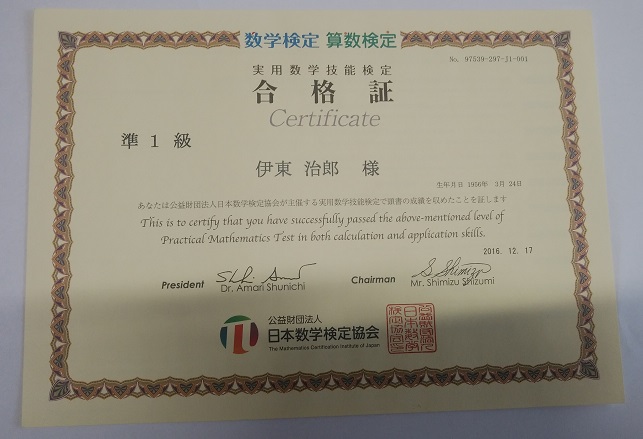 数学検定 算数検定
No. 97539-297-J1-001
実用数学技能検定
合格証
Certificate
準1級
伊東 治郎 様
生年月日 1956年 3月 24日
あなたは公益財団法人日本数学検定協会が主催する実用数学技能検定で頭書の成績を収めたことを証します
This is to certify that you have successfully passed the above-mentioned level of
Practical Mathematics Test in both calculation and application skills.
2016. 12. 17
President Dr. Amari Shunichi
Chairman Mr. Shimizu Shizumi
公益財団法人
日本数学検定協会
The Mathematics Certification Institute of Japan